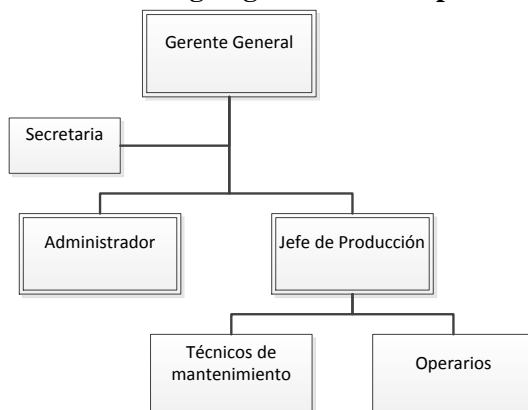 Gerente General
Secretaria
Administrador
Jefe de Producción
Técnicos de
mantenimiento
Operarios